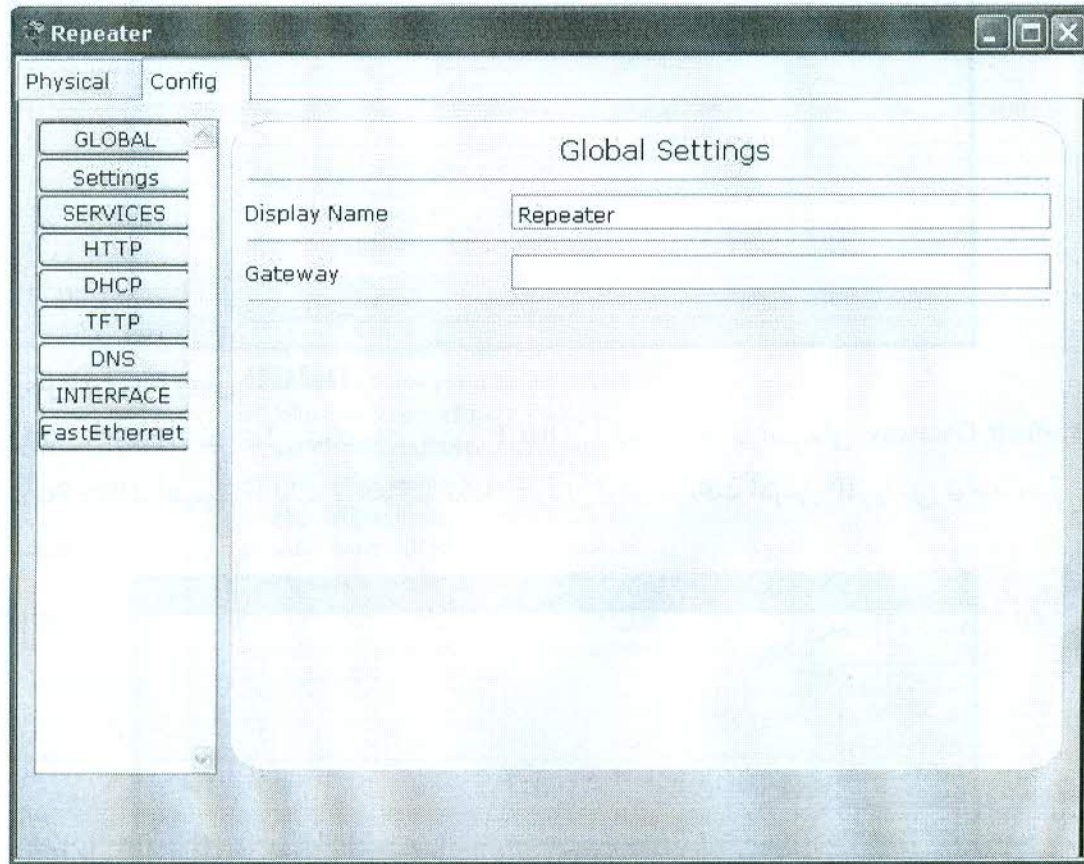 Repeater
Physical Config
GLOBAL
Settings
SERVICES
HTTP
DHCP
TFTP
DNS
INTERFACE
FastEthernet
Global Settings
Display Name Repeater
Gateway